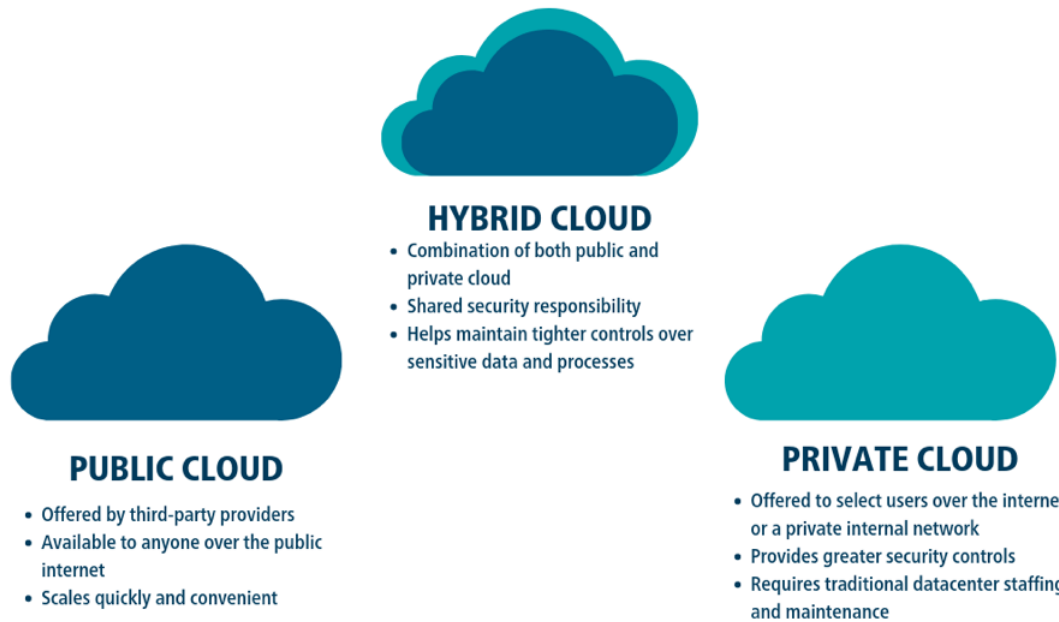 HYBRID CLOUD
• Combination of both public and
private cloud
• Shared security responsibility
• Helps maintain tighter controls over
sensitive data and processes
PUBLIC CLOUD
• Offered by third-party providers
• Available to anyone over the public
internet
• Scales quickly and convenient
PRIVATE CLOUD
• Offered to select users over the interne
or a private internal network
• Provides greater security controls
• Requires traditional datacenter staffing
and maintenance